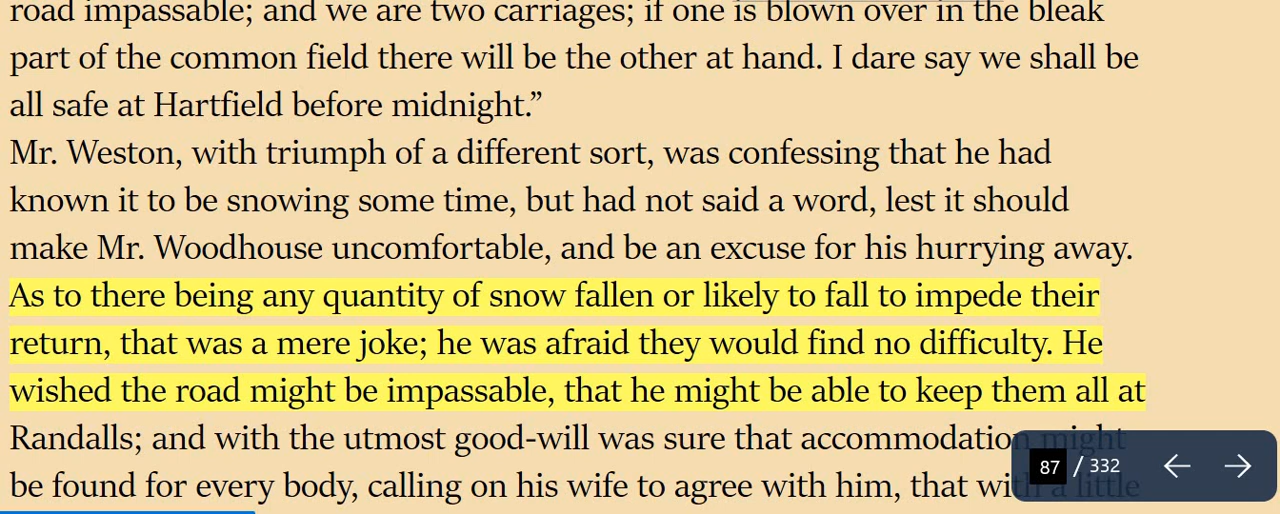 road impassable; and we are two carriages; if one is blown over in the bleak
part of the common field there will be the other at hand. I dare say we shall be
all safe at Hartfield before midnight.”
Mr. Weston, with triumph of a different sort, was confessing that he had
known it to be snowing some time, but had not said a word, lest it should
make Mr. Woodhouse uncomfortable, and be an excuse for his hurrying away.
As to there being any quantity of snow fallen or likely to fall to impede their
return, that was a mere joke; he was afraid they would find no difficulty. He
wished the road might be impassable, that he might be able to keep them all at
Randalls; and with the utmost good-will was sure that accommodation might
be found for every body, calling on his wife to agree with him, that with a little
87 / 332